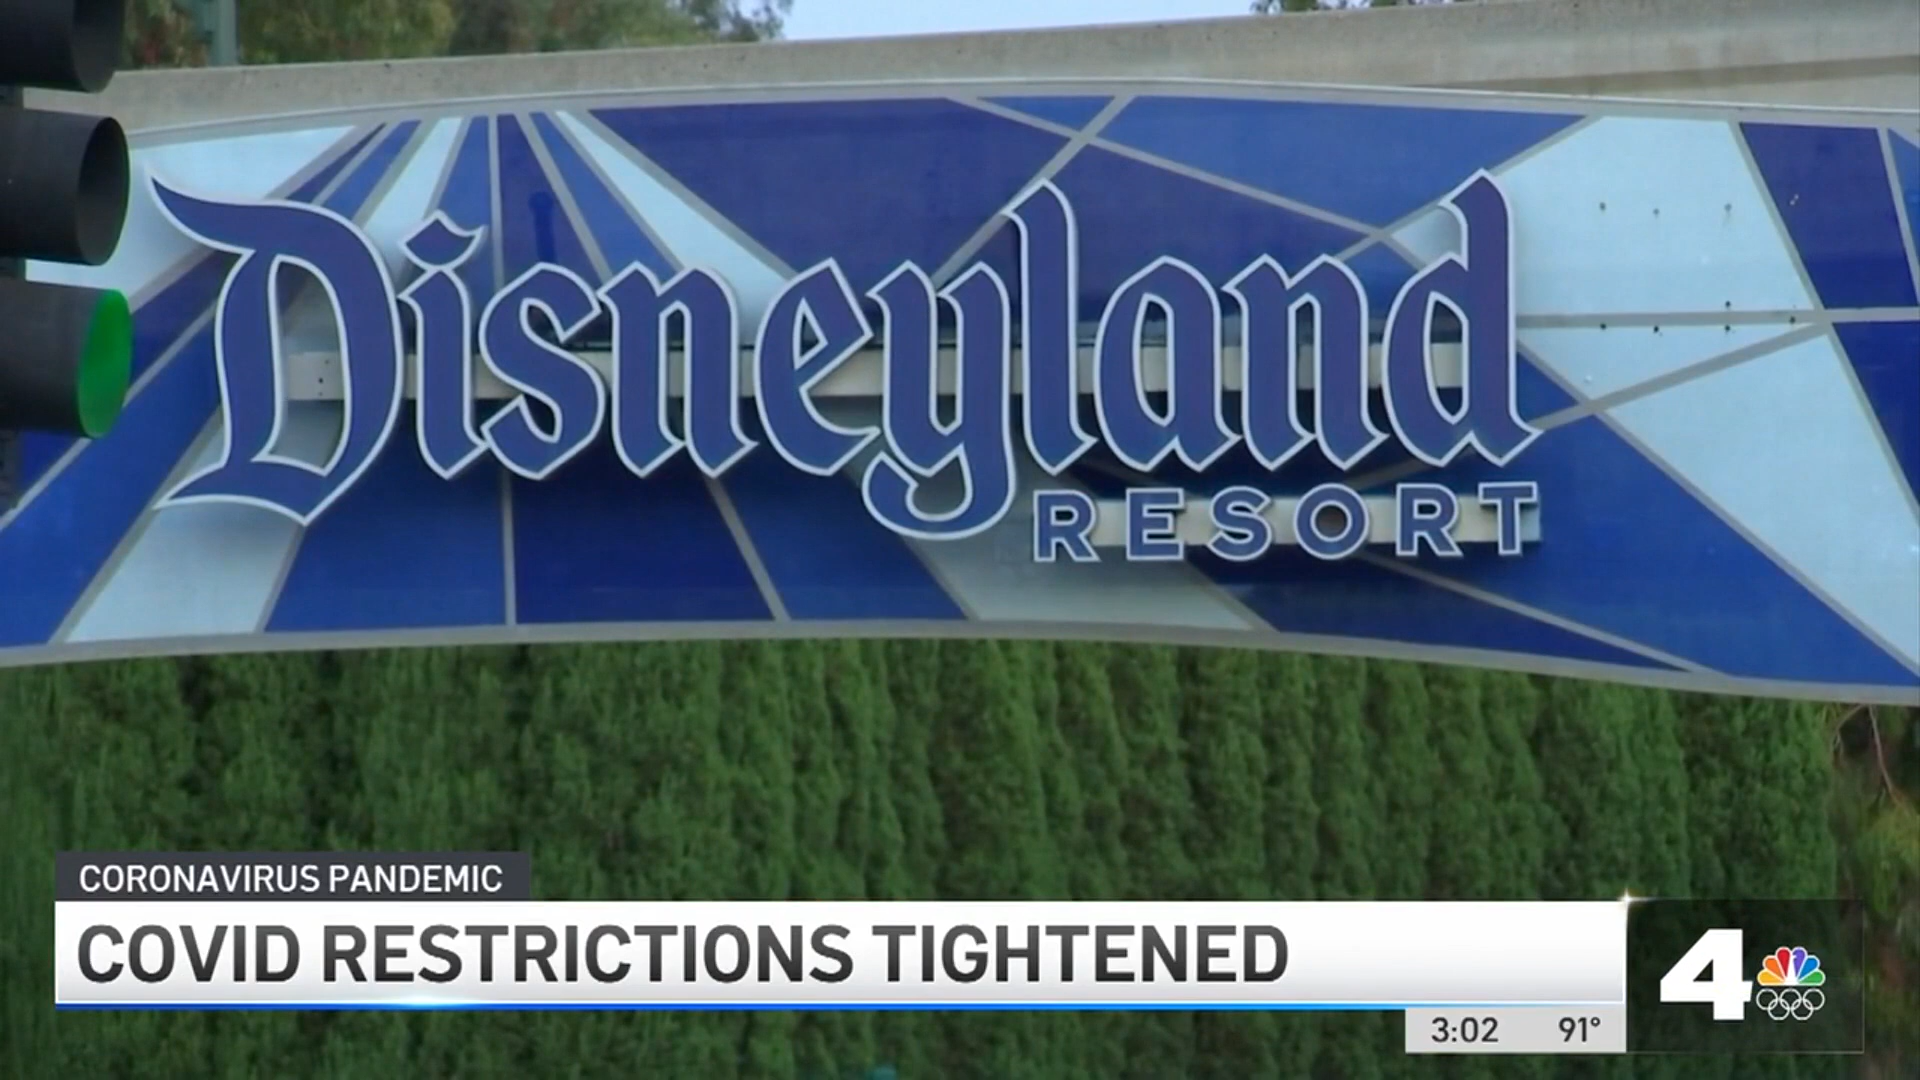 Disneyland
RESORT
CORONAVIRUS PANDEMIC
COVID RESTRICTIONS TIGHTENED
4
3:02 91°